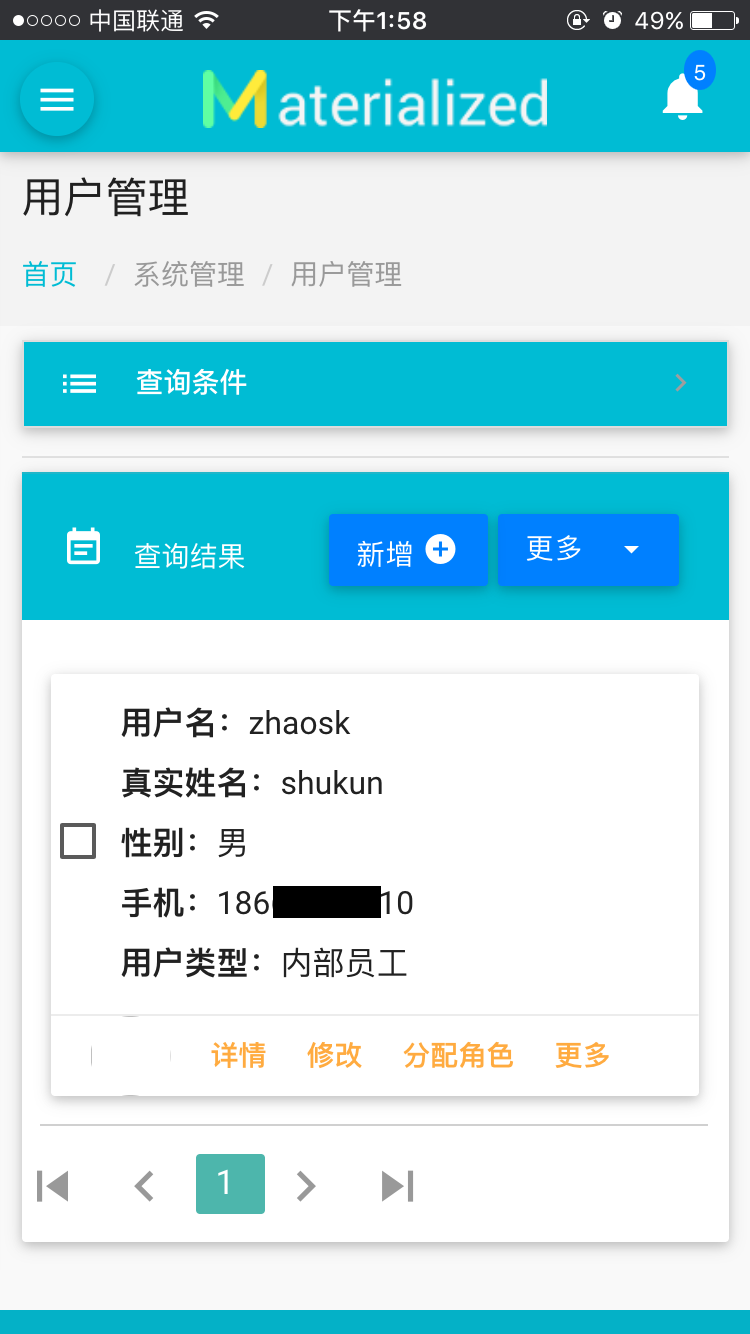 中国联通 下午1:58 49%
Materialized 5
用户管理
首页 / 系统管理 / 用户管理
查询条件
查询结果 新增 更多
用户名：zhaosk
真实姓名：shukun
性别：男
手机：186 10
用户类型：内部员工
详情 修改 分配角色 更多
1